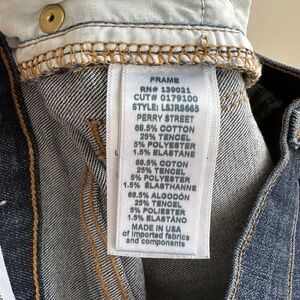 FRAME
RN# 139021
CUT# 0179100
STYLE: LSJR8665
PERRY STREET
68.5% COTTON
25% TENCEL
5% POLYESTER
1.5% ELASTANE
68.5% COTON
25% TENCEL
5% POLYESTER
1.5% ELASTHANNE
68.5% ALGODÓN
25% TENCEL
5% POLIESTER
1.5% ELASTANO
MADE IN USA
of imported fabrics
and components